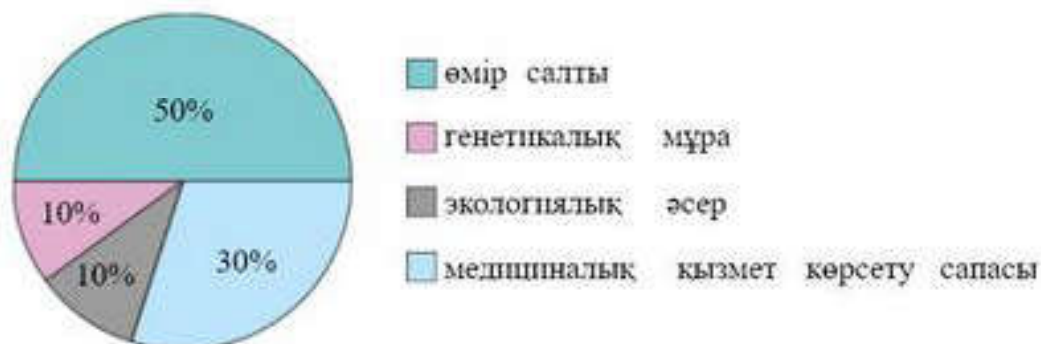 50%
10%
10%
30%
өмір салты
генетикалық мұра
экологиялық әсер
медициналық қызмет көрсету сапасы